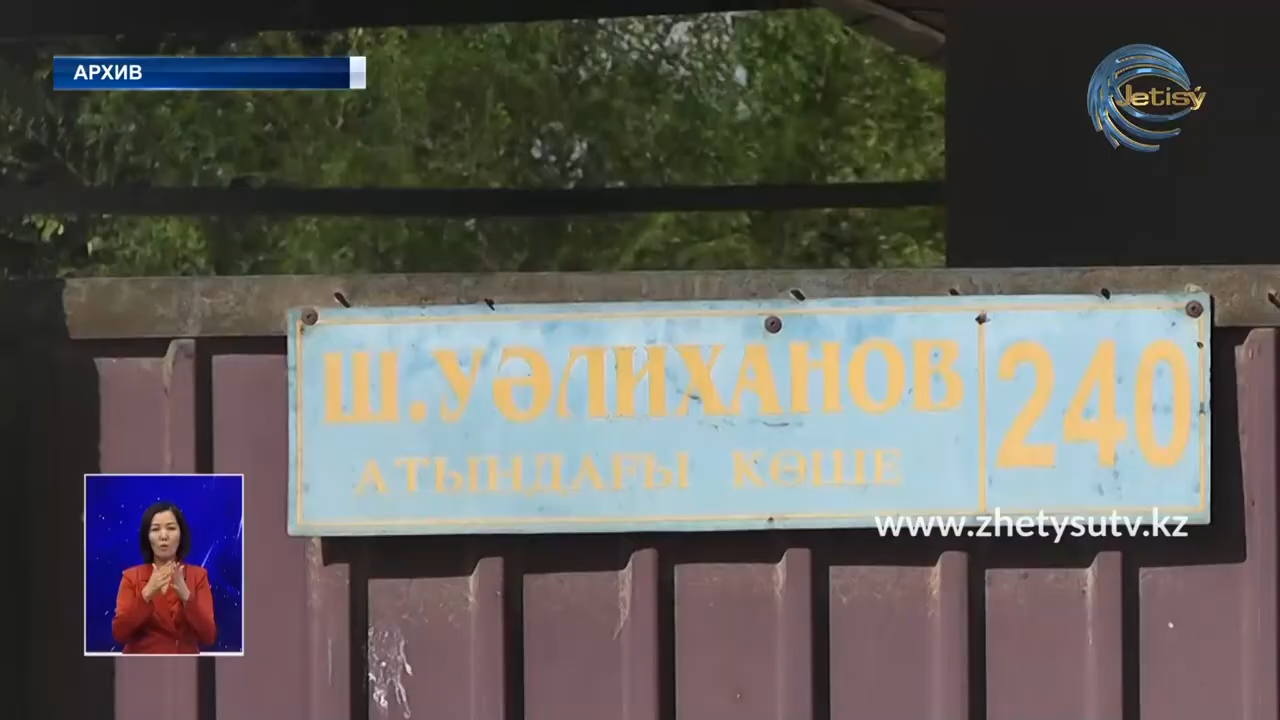 АРХИВ
Jetisý
Ш.УӘЛИХАНОВ
АТЫНДАҒЫ КӨШЕ
240
www.zhetysutv.kz